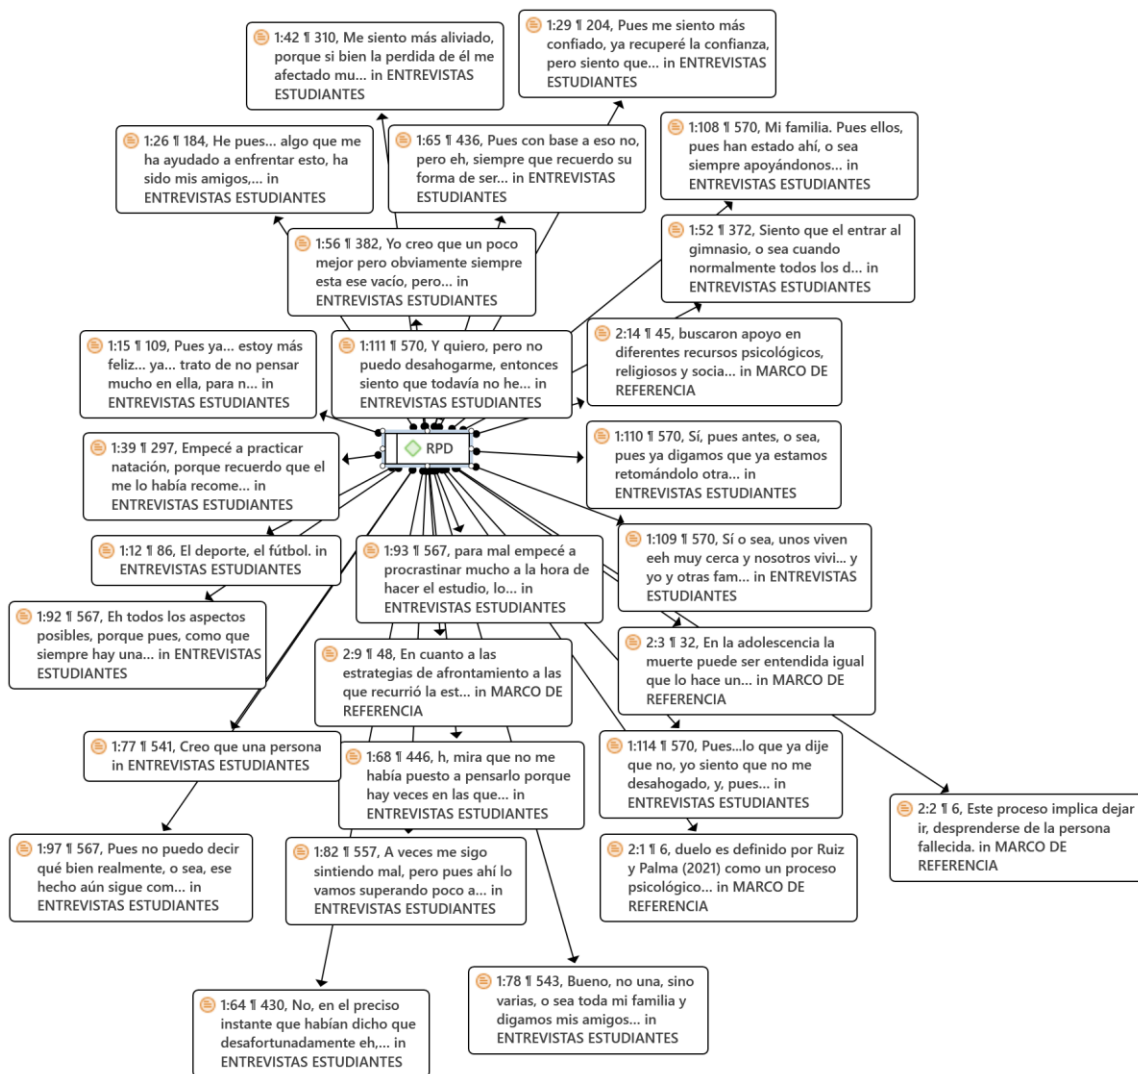 1:42 ¶ 310, Me siento más aliviado,
porque si bien la perdida de él me
afectado mu... in ENTREVISTAS
ESTUDIANTES
1:29 ¶ 204, Pues me siento más
confiado, ya recuperé la confianza,
pero siento que... in ENTREVISTAS
ESTUDIANTES
1:26 ¶ 184, He pues... algo que me
ha ayudado a enfrentar esto, ha
sido mis amigos,... in
ENTREVISTAS ESTUDIANTES
1:65 ¶ 436, Pues con base a eso no,
pero eh, siempre que recuerdo su
forma de ser... in ENTREVISTAS
ESTUDIANTES
1:108 ¶ 570, Mi familia. Pues ellos,
pues han estado ahí, o sea
siempre apoyándonos... in
ENTREVISTAS ESTUDIANTES
1:56 ¶ 382, Yo creo que un poco
mejor pero obviamente siempre
esta ese vacío, pero... in
ENTREVISTAS ESTUDIANTES
1:52 ¶ 372, Siento que el entrar al
gimnasio, o sea cuando
normalmente todos los d... in
ENTREVISTAS ESTUDIANTES
1:15 ¶ 109, Pues ya... estoy más
feliz... ya... trato de no pensar
mucho en ella, para n... in
ENTREVISTAS ESTUDIANTES
1:111 ¶ 570, Y quiero, pero no
puedo desahogarme, entonces
siento que todavía no he... in
ENTREVISTAS ESTUDIANTES
2:14 ¶ 45, buscaron apoyo en
diferentes recursos psicológicos,
religiosos y socia... in MARCO DE
REFERENCIA
RPD
1:39 ¶ 297, Empecé a practicar
natación, porque recuerdo que el
me lo había recome... in
ENTREVISTAS ESTUDIANTES
1:110 ¶ 570, Sí, pues antes, o sea,
pues ya digamos que ya estamos
retomándolo otra... in
ENTREVISTAS ESTUDIANTES
1:12 ¶ 86, El deporte, el fútbol. in
ENTREVISTAS ESTUDIANTES
1:93 ¶ 567, para mal empecé a
procrastinar mucho a la hora de
hacer el estudio, lo... in
ENTREVISTAS ESTUDIANTES
1:109 ¶ 570, Sí o sea, unos viven
eeh muy cerca y nosotros vivi... y
yo y otras fam... in ENTREVISTAS
ESTUDIANTES
1:92 ¶ 567, Eh todos los aspectos
posibles, porque pues, como que
siempre hay una... in ENTREVISTAS
ESTUDIANTES
2:9 ¶ 48, En cuanto a las
estrategias de afrontamiento a las
que recurrió la est... in MARCO DE
REFERENCIA
2:3 ¶ 32, En la adolescencia la
muerte puede ser entendida igual
que lo hace un... in MARCO DE
REFERENCIA
1:77 ¶ 541, Creo que una persona
in ENTREVISTAS ESTUDIANTES
1:68 ¶ 446, h, mira que no me
había puesto a pensarlo porque
hay veces en las que... in
ENTREVISTAS ESTUDIANTES
1:114 ¶ 570, Pues...lo que ya dije
que no, yo siento que no me
desahogado, y, pues... in
ENTREVISTAS ESTUDIANTES
2:2 ¶ 6, Este proceso implica dejar
ir, desprenderse de la persona
fallecida. in MARCO DE
REFERENCIA
1:97 ¶ 567, Pues no puedo decir
qué bien realmente, o sea, ese
hecho aún sigue com... in
ENTREVISTAS ESTUDIANTES
1:82 ¶ 557, A veces me sigo
sintiendo mal, pero pues ahí lo
vamos superando poco a... in
ENTREVISTAS ESTUDIANTES
2:1 ¶ 6, duelo es definido por Ruiz
y Palma (2021) como un proceso
psicológico... in MARCO DE
REFERENCIA
1:64 ¶ 430, No, en el preciso
instante que habían dicho que
desafortunadamente eh,... in
ENTREVISTAS ESTUDIANTES
1:78 ¶ 543, Bueno, no una, sino
varias, o sea toda mi familia y
digamos mis amigos... in
ENTREVISTAS ESTUDIANTES